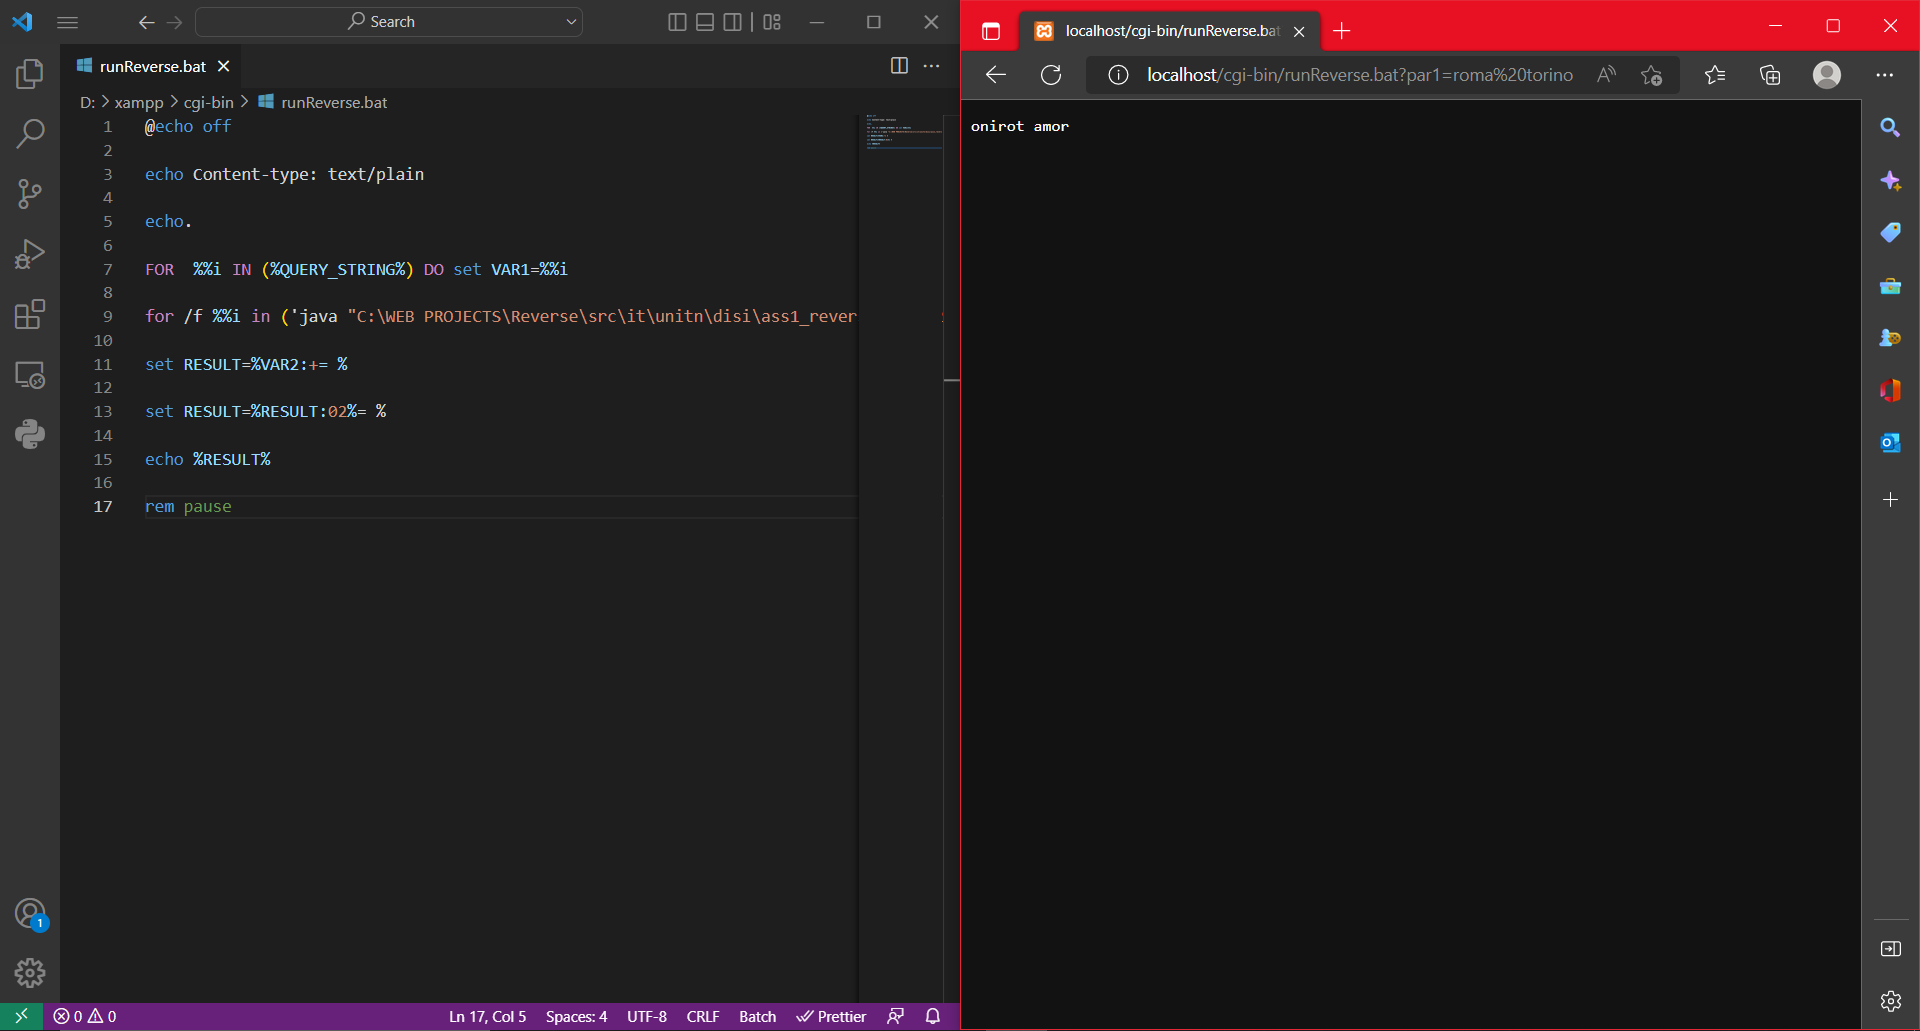 Search
runReverse.bat
D: > xampp > cgi-bin > runReverse.bat
1 @echo off
2
3 echo Content-type: text/plain
4
5 echo.
6
7 FOR  %%i IN (%QUERY_STRING%) DO set VAR1=%%i
8
9 for /f %%i in ('java "C:\WEB PROJECTS\Reverse\src\it\unitn\disi\ass1_rever
10
11 set RESULT=%VAR2:+= %
12
13 set RESULT=%RESULT:02%= %
14
15 echo %RESULT%
16
17 rem pause
1
0 0 Ln 17, Col 5 Spaces: 4 UTF-8 CRLF Batch Prettier
localhost/cgi-bin/runReverse.bat
localhost/cgi-bin/runReverse.bat?par1=roma%20torino
onirot amor